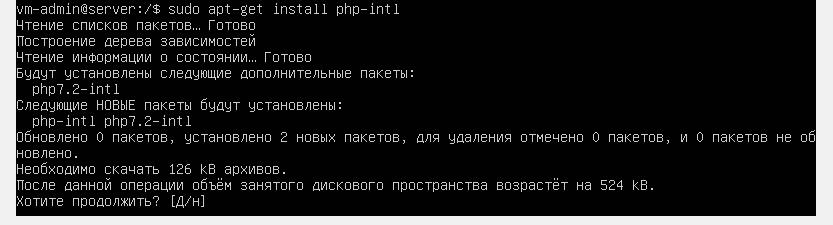 vm-admin@server:/$ sudo apt-get install php-intl
Чтение списков пакетов… Готово
Построение дерева зависимостей
Чтение информации о состоянии… Готово
Будут установлены следующие дополнительные пакеты:
  php7.2-intl
Следующие НОВЫЕ пакеты будут установлены:
  php-intl php7.2-intl
Обновлено 0 пакетов, установлено 2 новых пакетов, для удаления отмечено 0 пакетов, и 0 пакетов не об
новлено.
Необходимо скачать 126 kB архивов.
После данной операции объём занятого дискового пространства возрастёт на 524 kB.
Хотите продолжить? [Д/н]